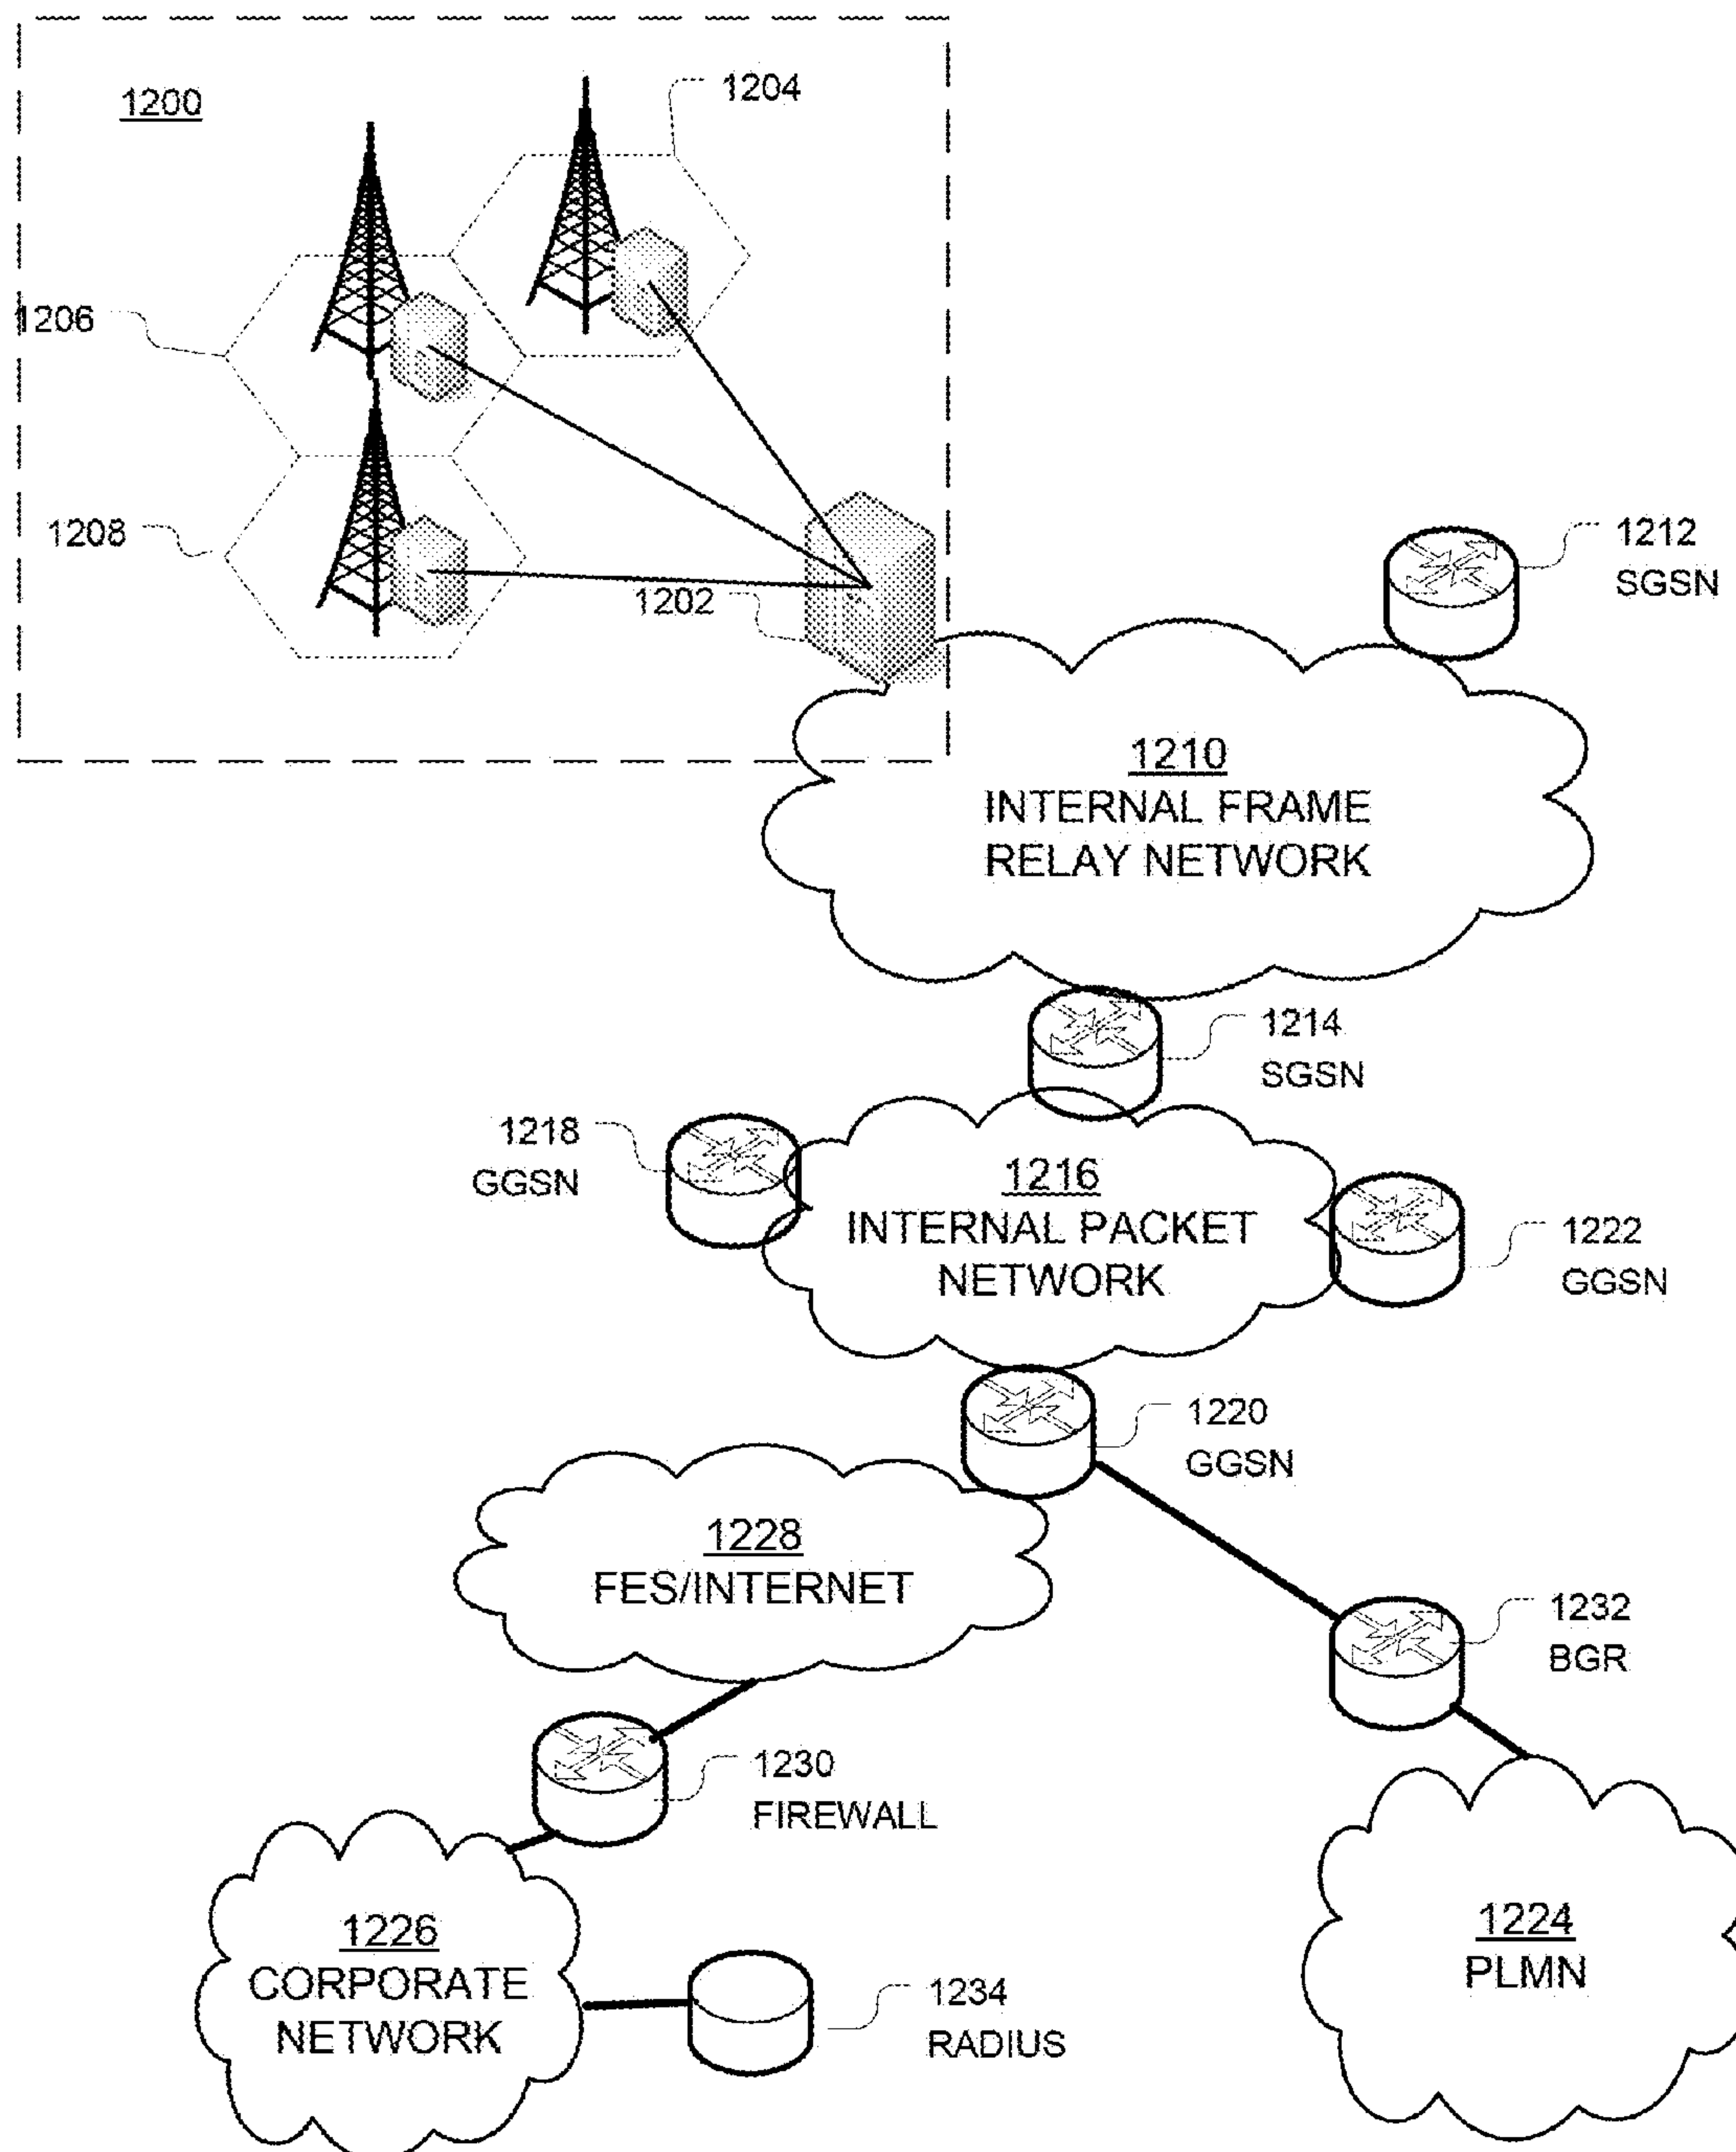 1200
1204
1206
1208
1202
1212
SGSN
1210
INTERNAL FRAME
RELAY NETWORK
1214
SGSN
1218
GGSN
1216
INTERNAL PACKET
NETWORK
1222
GGSN
1220
GGSN
1228
FES/INTERNET
1232
BGR
1230
FIREWALL
1226
CORPORATE
NETWORK
1224
PLMN
1234
RADIUS